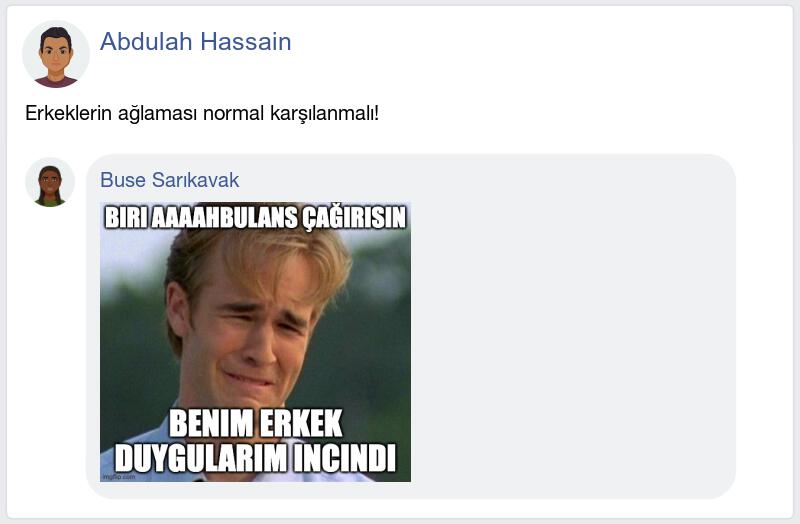 Abdulah Hassain
Erkeklerin ağlaması normal karşılanmalı!
Buse Sarıkavak
BIRI AAAAHBULANS ÇAĞIRISIN
BENIM ERKEK
DUYGULARIM INCINDI
imgflip.com